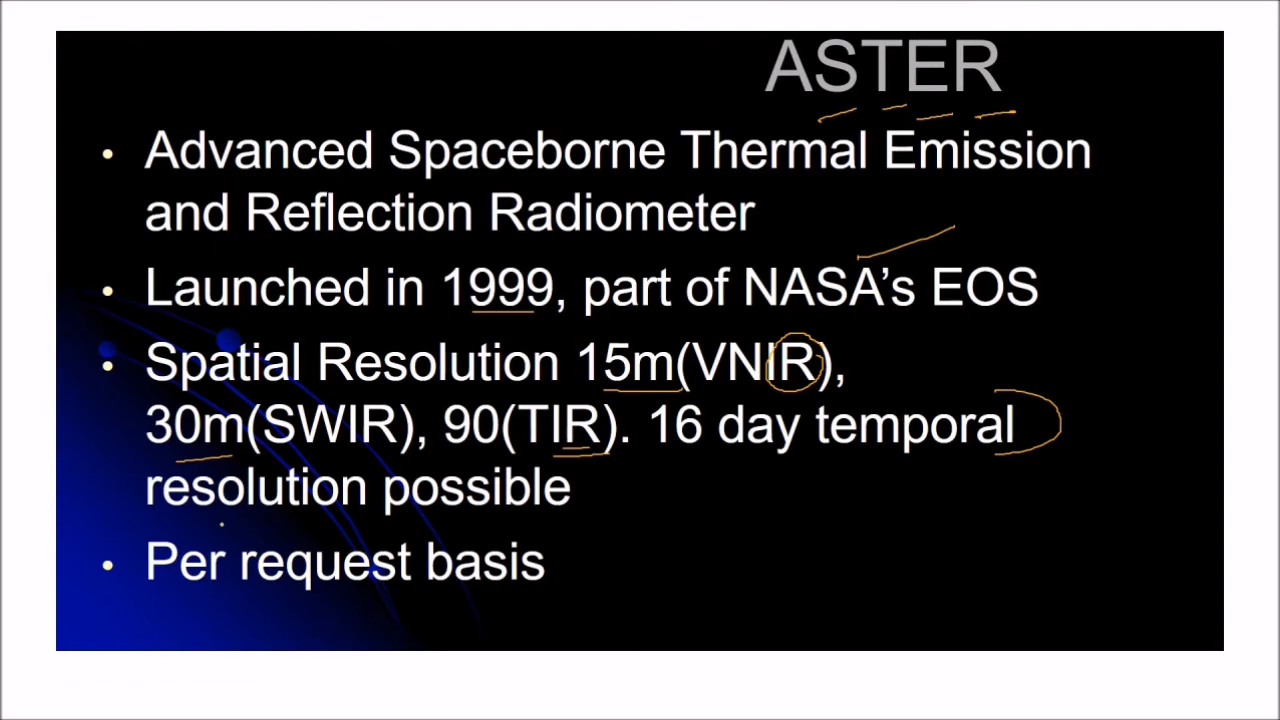 ASTER
• Advanced Spaceborne Thermal Emission
and Reflection Radiometer
• Launched in 1999, part of NASA's EOS
• Spatial Resolution 15m(VNIR),
30m(SWIR), 90(TIR). 16 day temporal
resolution possible
• Per request basis